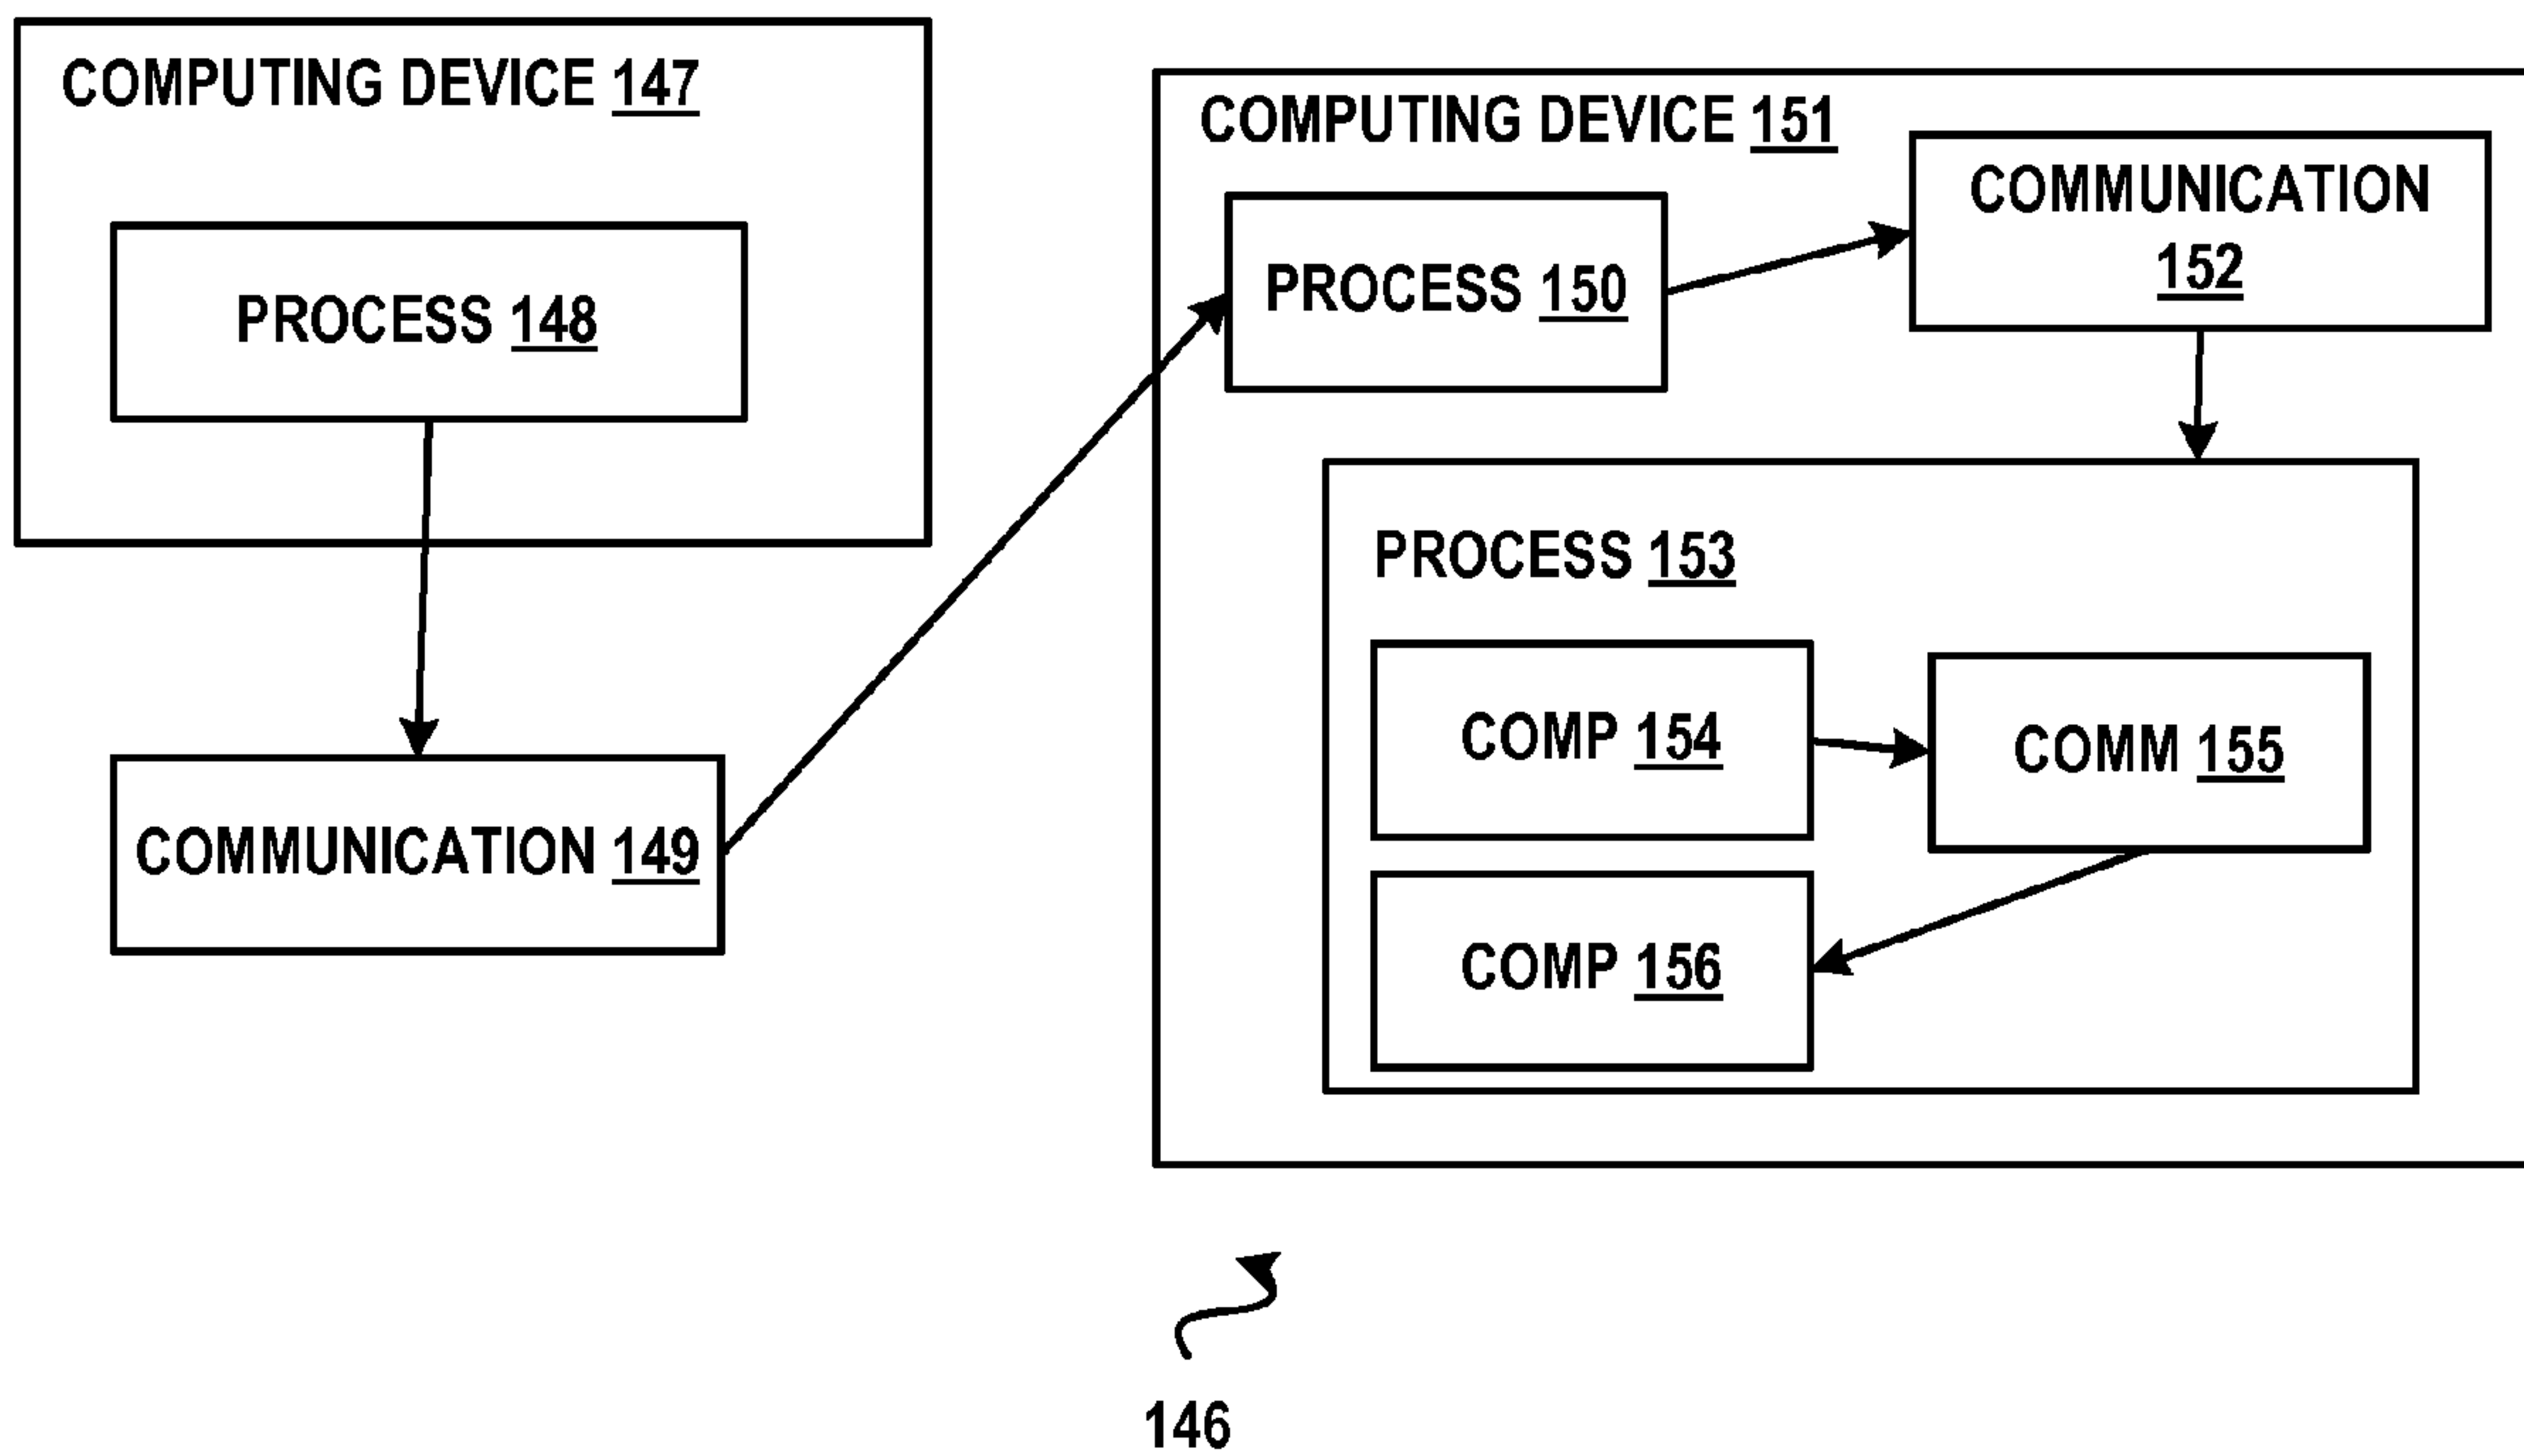 COMPUTING DEVICE 147
PROCESS 148
COMMUNICATION 149
COMPUTING DEVICE 151
PROCESS 150
COMMUNICATION
152
PROCESS 153
COMP 154
COMM 155
COMP 156
146